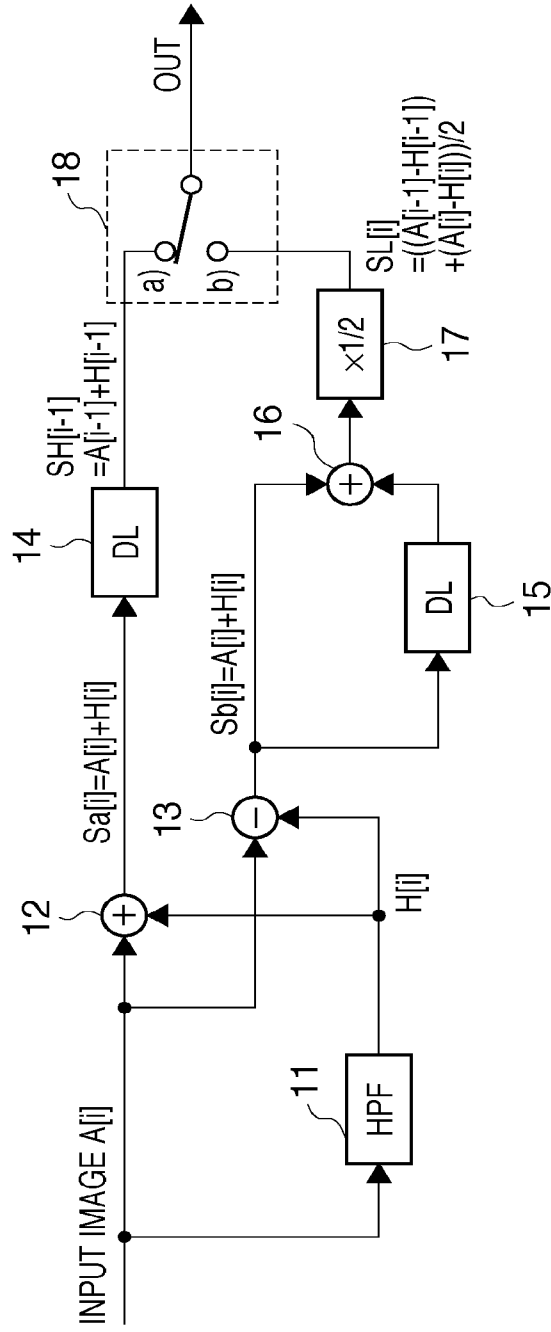 INPUT IMAGE A[i]
11
HPF
H[i]
12
+
Sa[i]=A[i]+H[i]
13
-
Sb[i]=A[i]+H[i]
14
DL
SH[i-1]
=A[i-1]+H[i-1]
15
DL
16
+
×1/2
17
SL[i]
=((A[i-1]-H[i-1])
+(A[i]-H[i]))/2
18
a)
b)
OUT